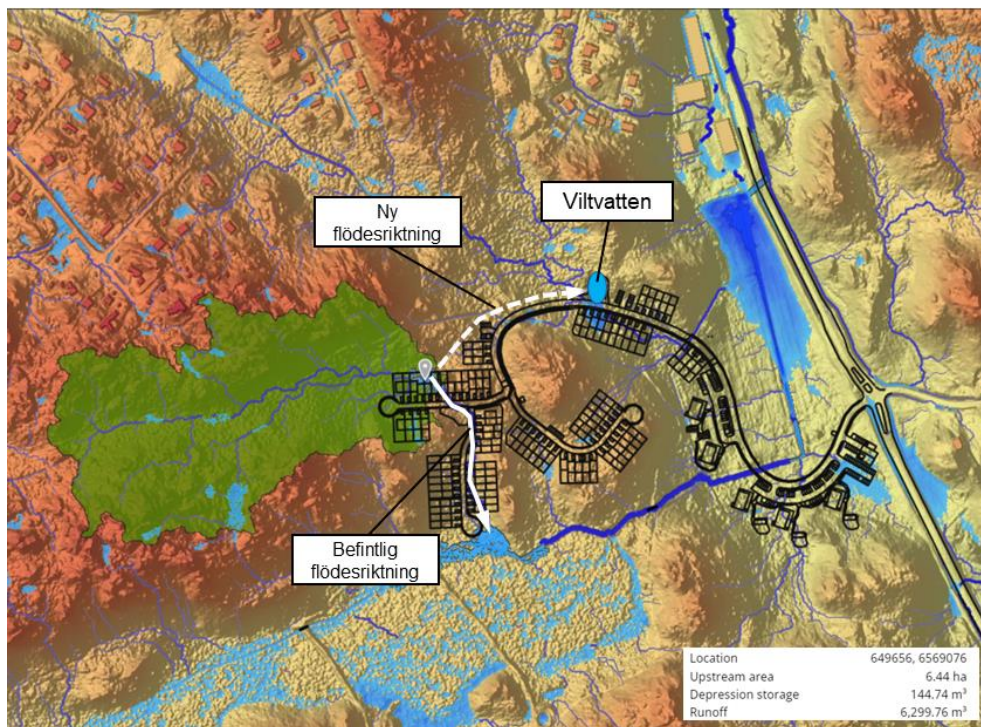 Viltvatten
Ny
flödesriktning
Befintlig
flödesriktning
Location 649656, 6569076
Upstream area 6.44 ha
Depression storage 144.74 m³
Runoff 6,299.76 m³